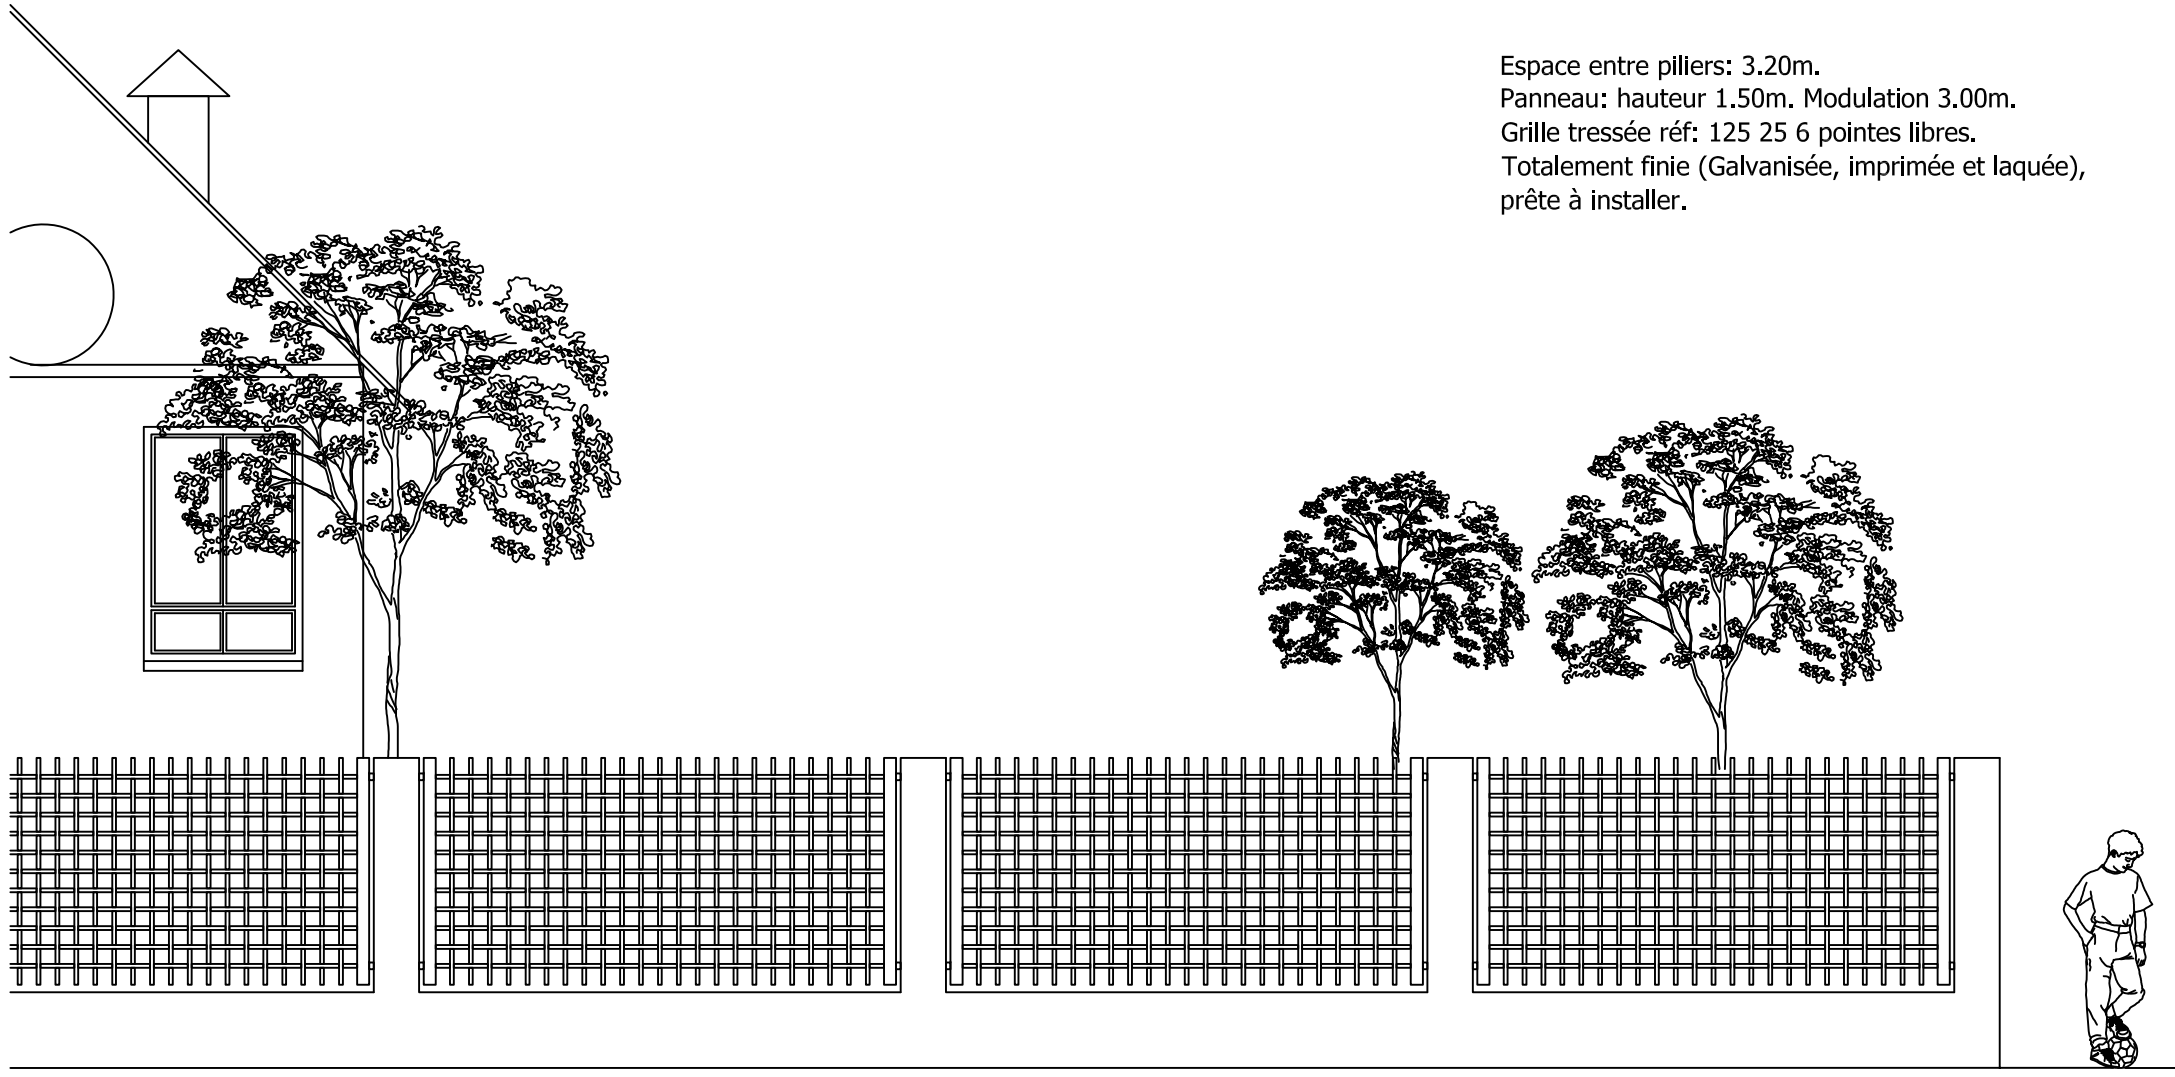 Espace entre piliers: 3.20m.
Panneau: hauteur 1.50m. Modulation 3.00m.
Grille tressée réf: 125 25 6 pointes libres.
Totalement finie (Galvanisée, imprimée et laquée),
prête à installer.